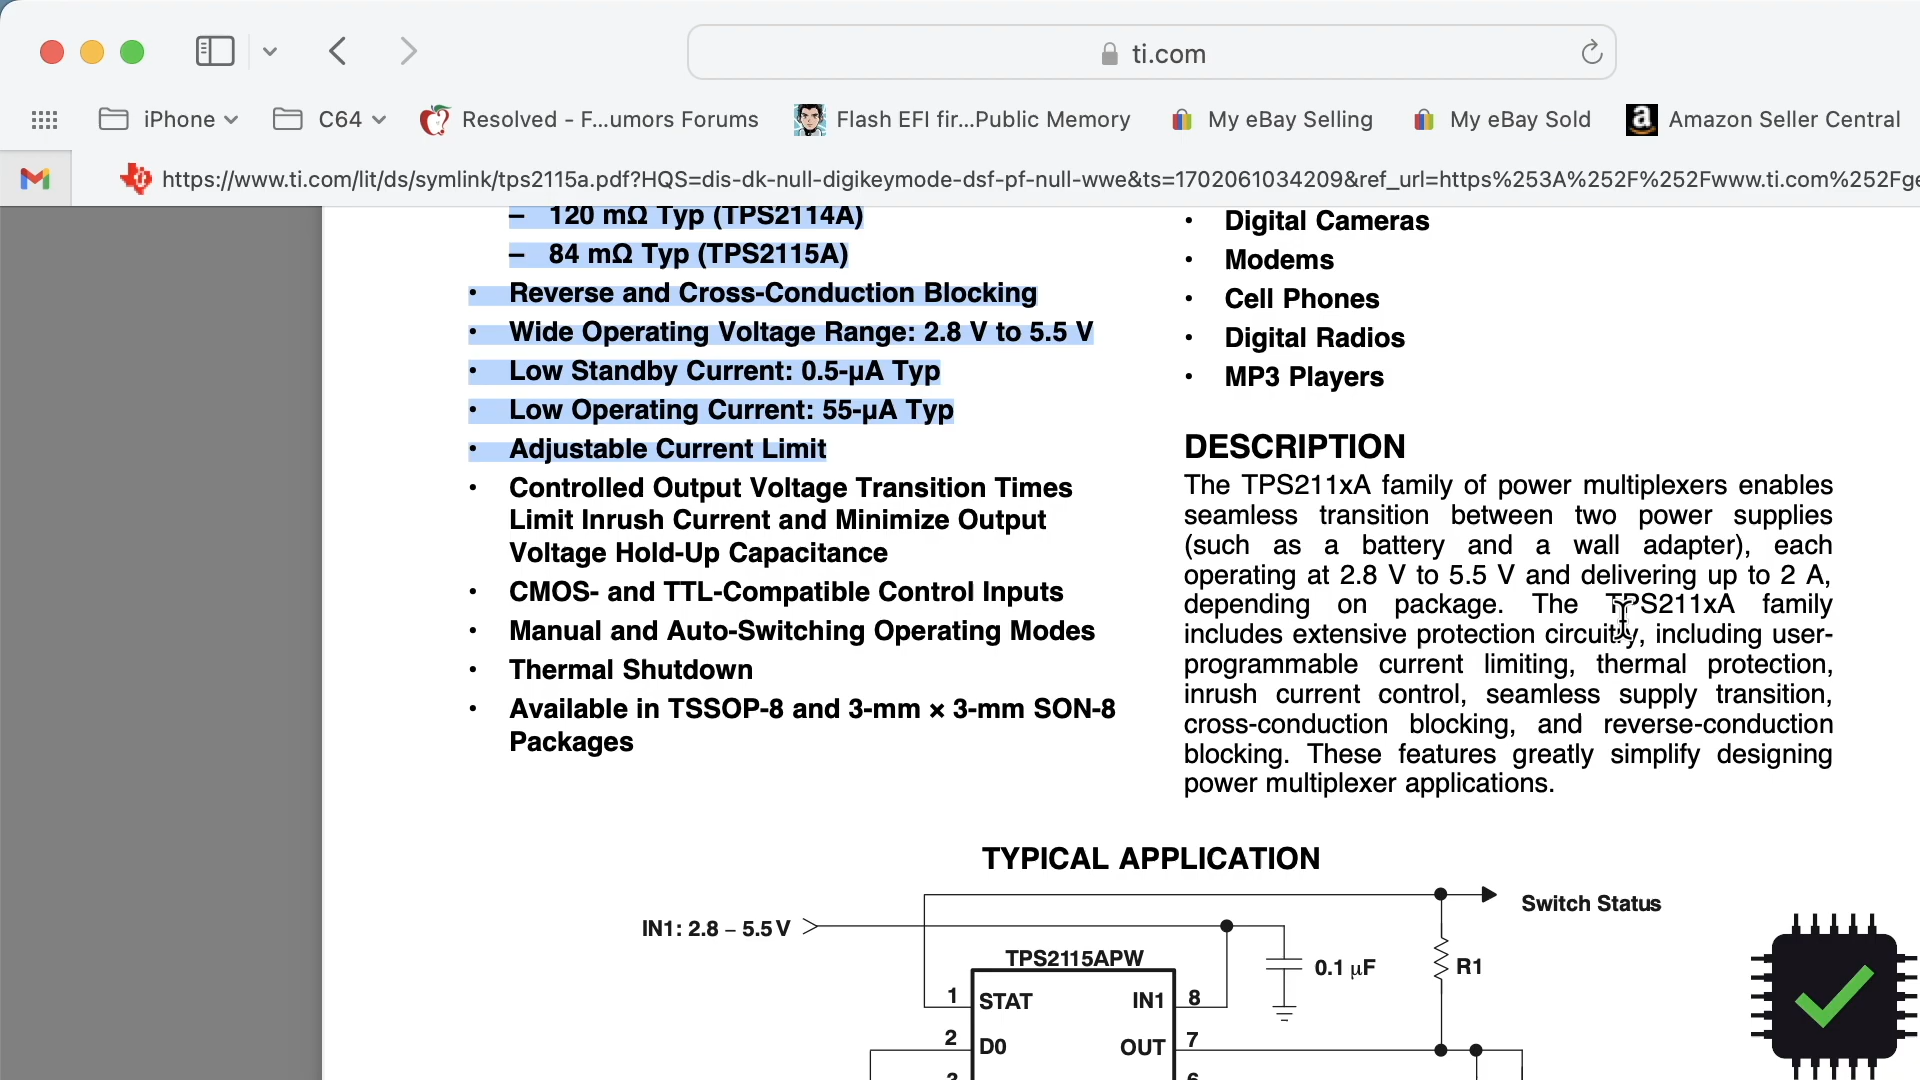 ti.com
iPhone
C64
Resolved - F...umors Forums
Flash EFI fir...Public Memory
My eBay Selling
My eBay Sold
Amazon Seller Central
https://www.ti.com/lit/ds/symlink/tps2115a.pdf?HQS=dis-dk-null-digikeymode-dsf-pf-null-wwe&ts=1702061034209&ref_url=https%253A%252F%252Fwww.ti.com%252Fge
– 120 mΩ Typ (TPS2114A)
– 84 mΩ Typ (TPS2115A)
• Reverse and Cross-Conduction Blocking
• Wide Operating Voltage Range: 2.8 V to 5.5 V
• Low Standby Current: 0.5-μA Typ
• Low Operating Current: 55-μA Typ
• Adjustable Current Limit
• Controlled Output Voltage Transition Times
Limit Inrush Current and Minimize Output
Voltage Hold-Up Capacitance
• CMOS- and TTL-Compatible Control Inputs
• Manual and Auto-Switching Operating Modes
• Thermal Shutdown
• Available in TSSOP-8 and 3-mm × 3-mm SON-8
Packages
• Digital Cameras
• Modems
• Cell Phones
• Digital Radios
• MP3 Players
DESCRIPTION
The TPS211xA family of power multiplexers enables
seamless transition between two power supplies
(such as a battery and a wall adapter), each
operating at 2.8 V to 5.5 V and delivering up to 2 A,
depending on package. The TPS211xA family
includes extensive protection circuitry, including user-
programmable current limiting, thermal protection,
inrush current control, seamless supply transition,
cross-conduction blocking, and reverse-conduction
blocking. These features greatly simplify designing
power multiplexer applications.
TYPICAL APPLICATION
Switch Status
IN1: 2.8 – 5.5 V
TPS2115APW
0.1 μF
R1
1 STAT IN1 8
2 D0 OUT 7